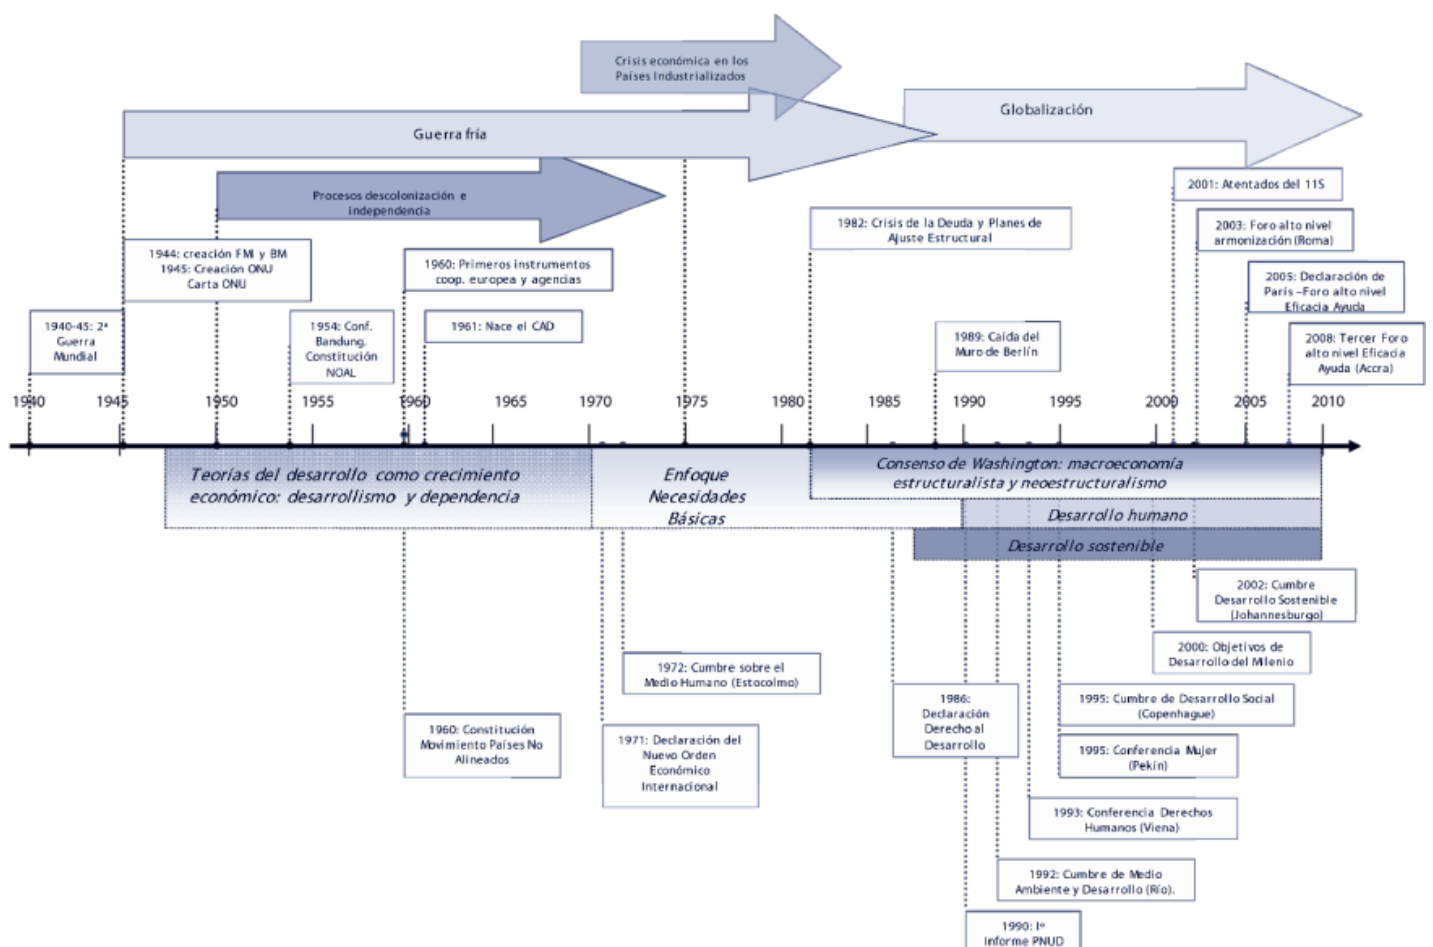 Crisis económica en los
Países Industrializados
Globalización
Guerra fría
Procesos descolonización e
independencia
2001: Atentados del 11S
1982: Crisis de la Deuda y Planes de
Ajuste Estructural
2003: Foro alto nivel
armonización (Roma)
1944: creación FMI y BM
1945: Creación ONU
Carta ONU
1960: Primeros instrumentos
coop. europea y agencias
2005: Declaración de
París –Foro alto nivel
Eficacia Ayuda
1940-45: 2ª
Guerra
Mundial
1954: Conf.
Bandung.
Constitución
NOAL
1961: Nace el CAD
1989: Caída del
Muro de Berlín
2008: Tercer Foro
alto nivel Eficacia
Ayuda (Accra)
1940 1945 1950 1955 1960 1965 1970 1975 1980 1985 1990 1995 2000 2005 2010
Teorías del desarrollo como crecimiento
económico: desarrollismo y dependencia
Enfoque
Necesidades
Básicas
Consenso de Washington: macroeconomía
estructuralista y neoestructuralismo
Desarrollo humano
Desarrollo sostenible
2002: Cumbre
Desarrollo Sostenible
(Johannesburgo)
2000: Objetivos de
Desarrollo del Milenio
1972: Cumbre sobre el
Medio Humano (Estocolmo)
1986:
Declaración
Derecho al
Desarrollo
1995: Cumbre de Desarrollo Social
(Copenhague)
1960: Constitución
Movimiento Países No
Alineados
1971: Declaración del
Nuevo Orden
Económico
Internacional
1995: Conferencia Mujer
(Pekín)
1993: Conferencia Derechos
Humanos (Viena)
1992: Cumbre de Medio
Ambiente y Desarrollo (Río).
1990: Iᵉʳ
Informe PNUD